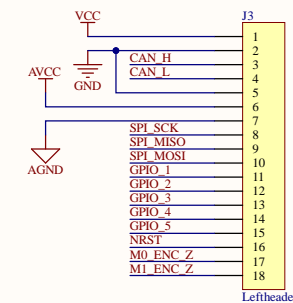 J3
VCC
1
2
GND
CAN_H
3
CAN_L
4
5
AVCC
6
AGND
7
SPI_SCK
8
SPI_MISO
9
SPI_MOSI
10
GPIO_1
11
GPIO_2
12
GPIO_3
13
GPIO_4
14
GPIO_5
15
NRST
16
M0_ENC_Z
17
M1_ENC_Z
18
Leftheade